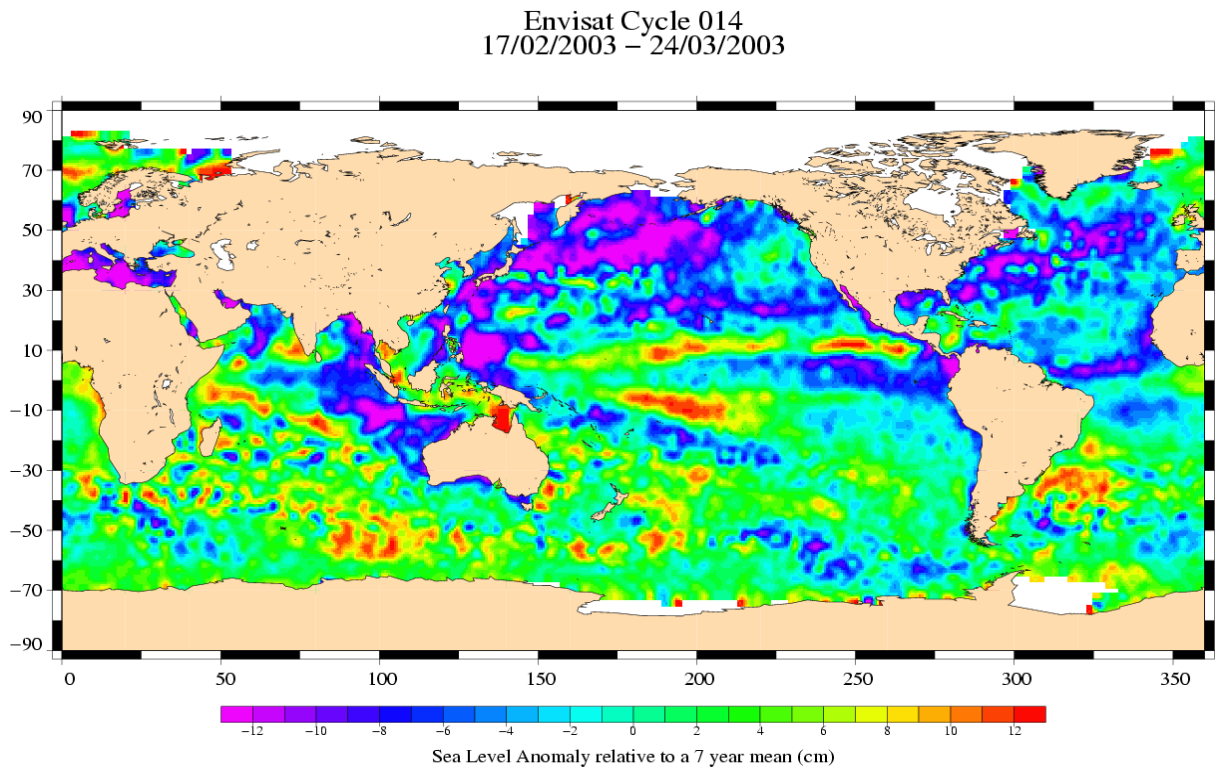 Envisat Cycle 014
17/02/2003 − 24/03/2003
90
70
50
30
10
−10
−30
−50
−70
−90
0 50 100 150 200 250 300 350
−12 −10 −8 −6 −4 −2 0 2 4 6 8 10 12
Sea Level Anomaly relative to a 7 year mean (cm)